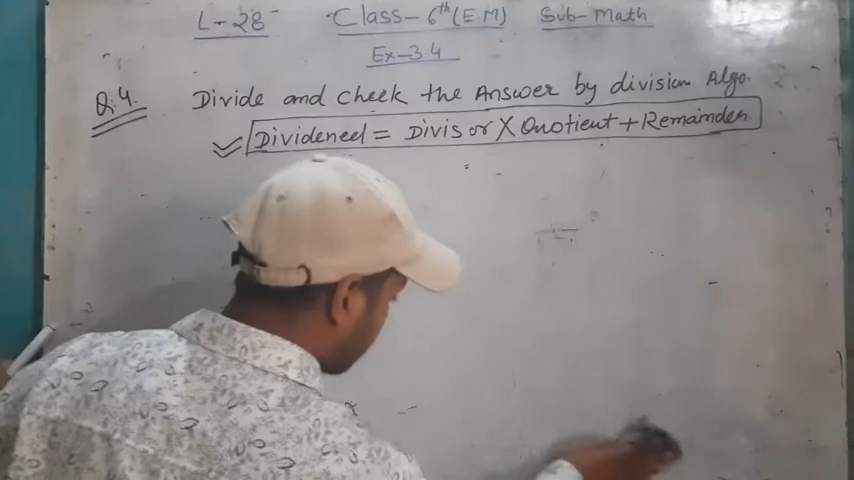 L-28 Class-6th (E.M) Sub-Math
Ex-3.4
Q.4. Divide and Check the Answer by division Algo.
Divideneel = Divisor X Quotient + Remainder.